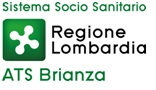 Sistema Socio Sanitario
Regione
Lombardia
ATS Brianza